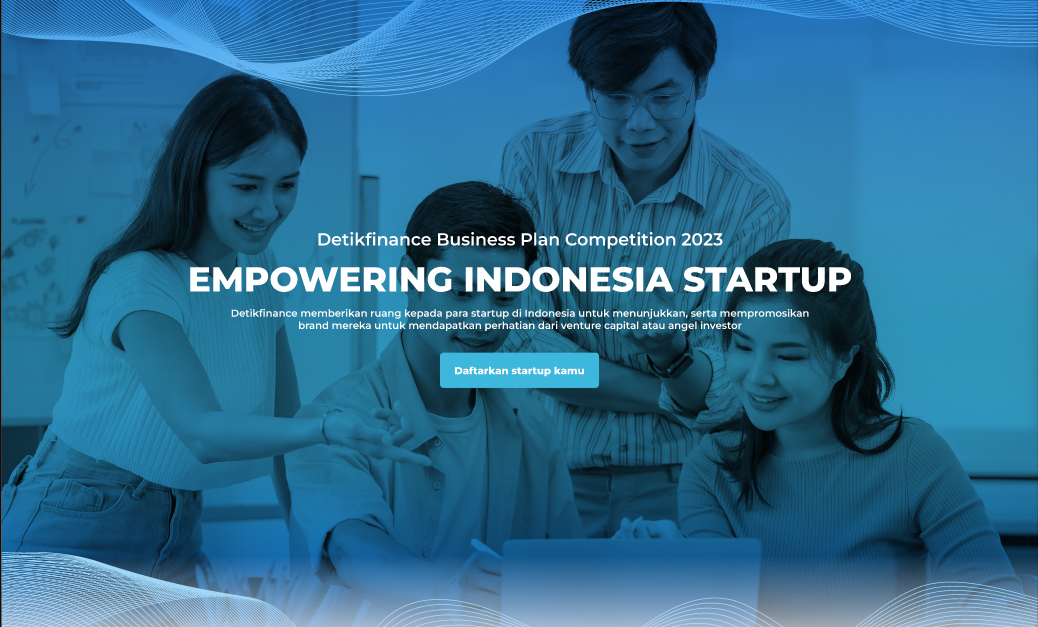 Detikfinance Business Plan Competition 2023
EMPOWERING INDONESIA STARTUP
Detikfinance memberikan ruang kepada para startup di Indonesia untuk menunjukkan, serta mempromosikan
brand mereka untuk mendapatkan perhatian dari venture capital atau angel investor
Daftarkan startup kamu